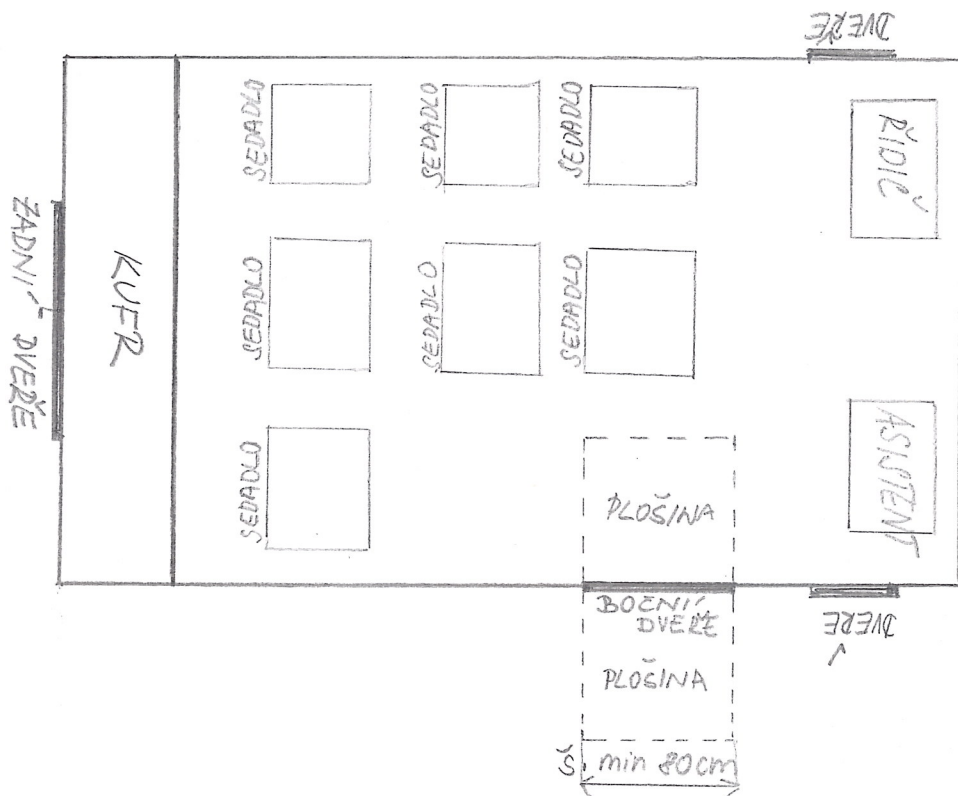 DVEŘE
SEDADLO
SEDADLO
SEDADLO
ŘIDIČ
ZADNÍ DVEŘE
KUFR
SEDADLO
SEDADLO
SEDADLO
SEDADLO
PLOŠINA
ASISTENT
BOČNÍ
DVEŘE
DVEŘE
PLOŠINA
Š. min 80cm